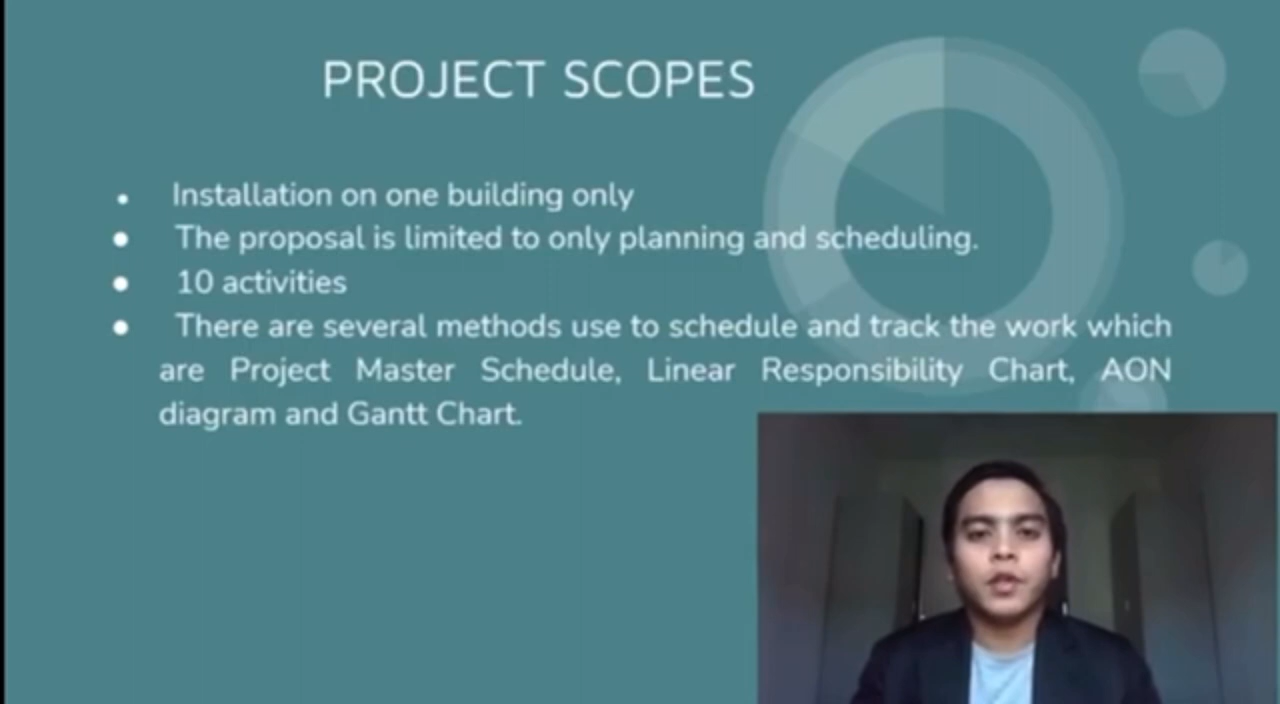 PROJECT SCOPES
• Installation on one building only
• The proposal is limited to only planning and scheduling.
• 10 activities
• There are several methods use to schedule and track the work which
are Project Master Schedule, Linear Responsibility Chart, AON
diagram and Gantt Chart.